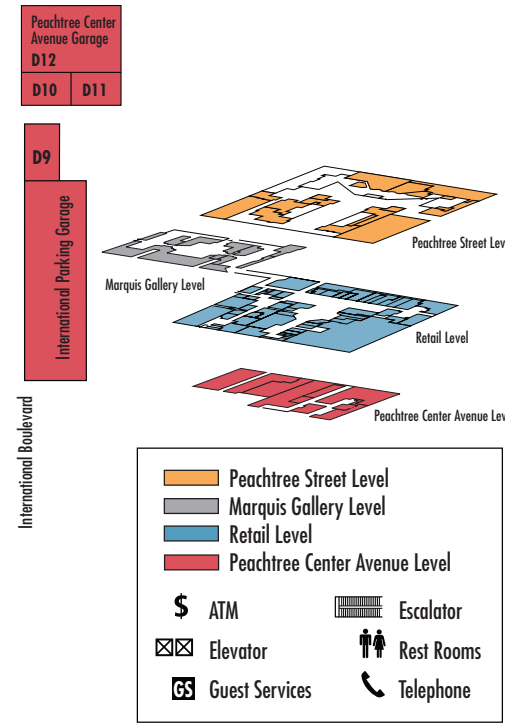 Peachtree Center
Avenue Garage
D12
D10 D11
D9
International Parking Garage
International Boulevard
Peachtree Street Lev
Marquis Gallery Level
Retail Level
Peachtree Center Avenue Lev
Peachtree Street Level
Marquis Gallery Level
Retail Level
Peachtree Center Avenue Level
$ ATM
Escalator
Elevator
Rest Rooms
GS Guest Services
Telephone